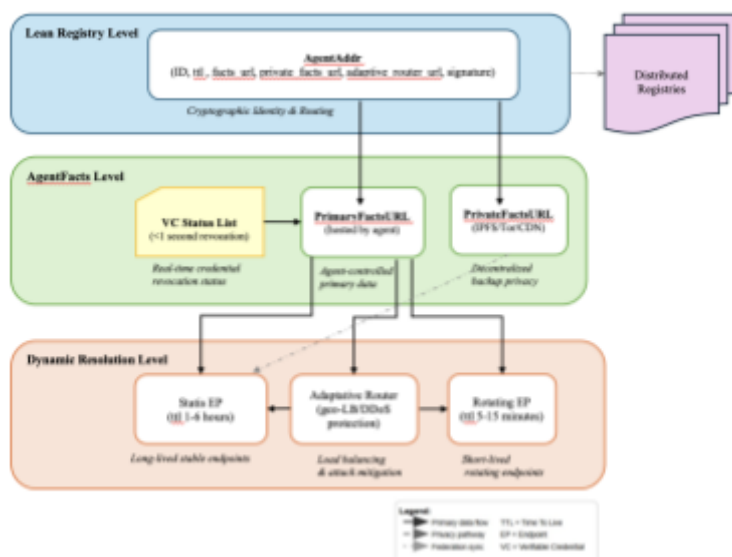 Lean Registry Level
AgentAddr
(ID, ttl , facts_url, private_facts_url, adaptive_router_url, signature)
Cryptographic Identity & Routing
Distributed
Registries
AgentFacts Level
VC Status List
(<1 second revocation)
PrimaryFactsURL
(hosted by agent)
PrivateFactsURL
(IPFS/Tor/CDN)
Real-time credential
revocation status
Agent-controlled
primary data
Decentralized
backup privacy
Dynamic Resolution Level
Static EP
(ttl 1-6 hours)
Adaptative Router
(geo-LB/DDoS
protection)
Rotating EP
(ttl 5-15 minutes)
Long-lived stable endpoints
Load balancing
& attack mitigation
Short-lived
rotating endpoints
Legend:
Primary data flow TTL = Time To Live
Privacy pathway EP = Endpoint
Federation sync VC = Verifiable Credential